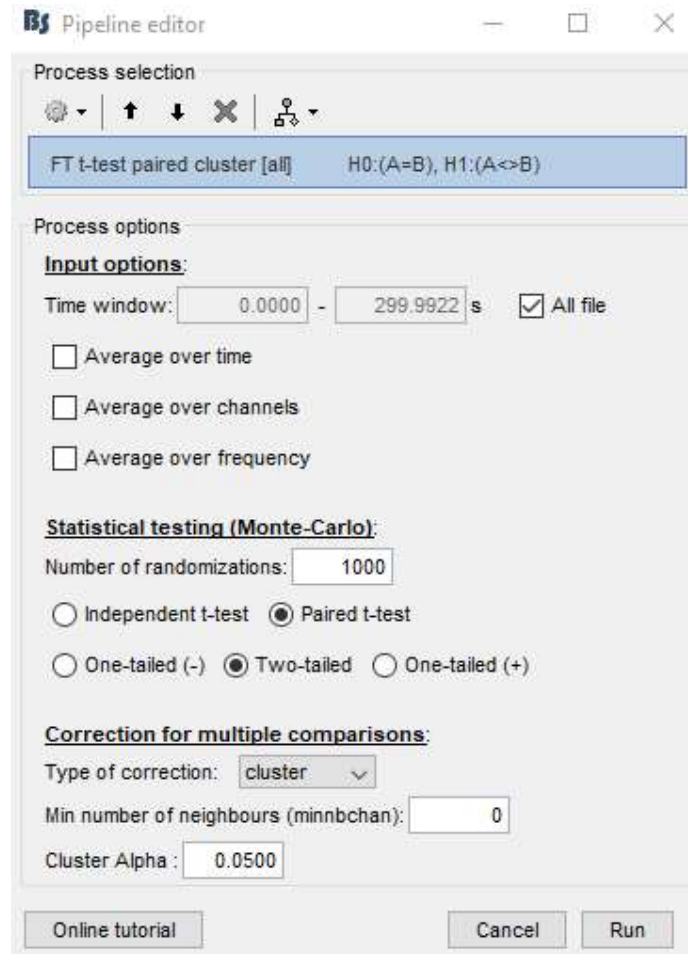 Bs Pipeline editor
Process selection
FT t-test paired cluster [all] H0:(A=B), H1:(A<>B)
Process options
Input options:
Time window: 0.0000 - 299.9922 s All file
Average over time
Average over channels
Average over frequency
Statistical testing (Monte-Carlo):
Number of randomizations: 1000
Independent t-test Paired t-test
One-tailed (-) Two-tailed One-tailed (+)
Correction for multiple comparisons:
Type of correction: cluster
Min number of neighbours (minnbchan): 0
Cluster Alpha : 0.0500
Online tutorial Cancel Run